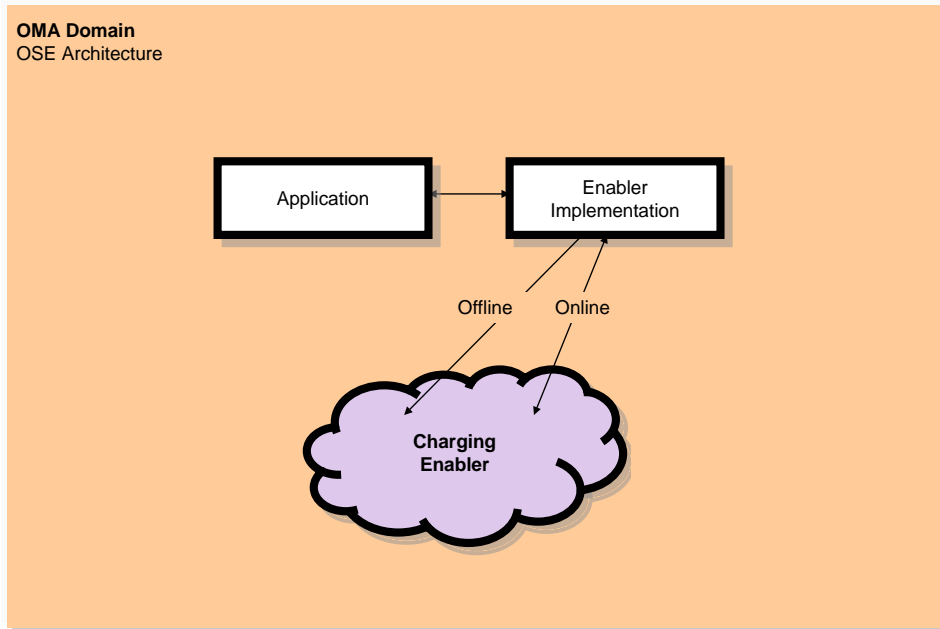 OMA Domain
OSE Architecture
Application
Enabler
Implementation
Offline
Online
Charging
Enabler